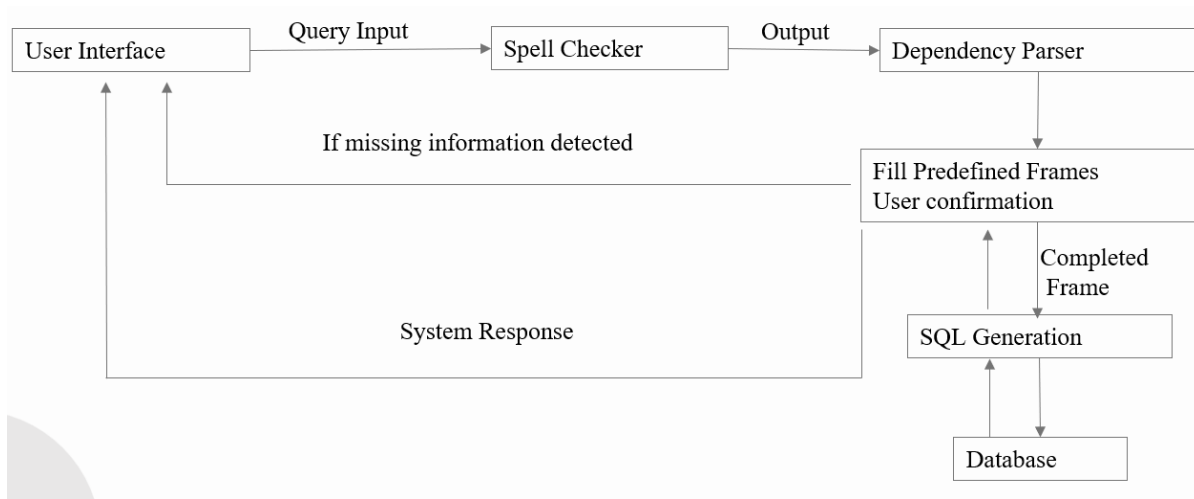 Query Input
Output
User Interface
Spell Checker
Dependency Parser
If missing information detected
Fill Predefined Frames
User confirmation
Completed
Frame
System Response
SQL Generation
Database